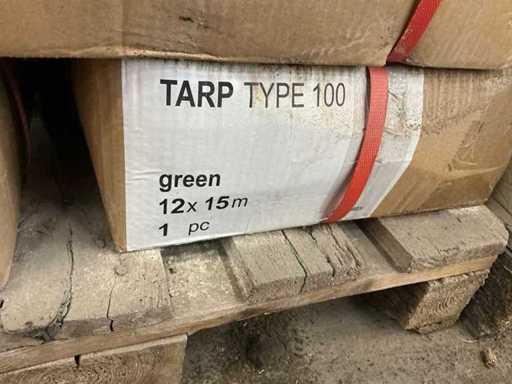 TARP TYPE 100
green
12x 15m
1 pc